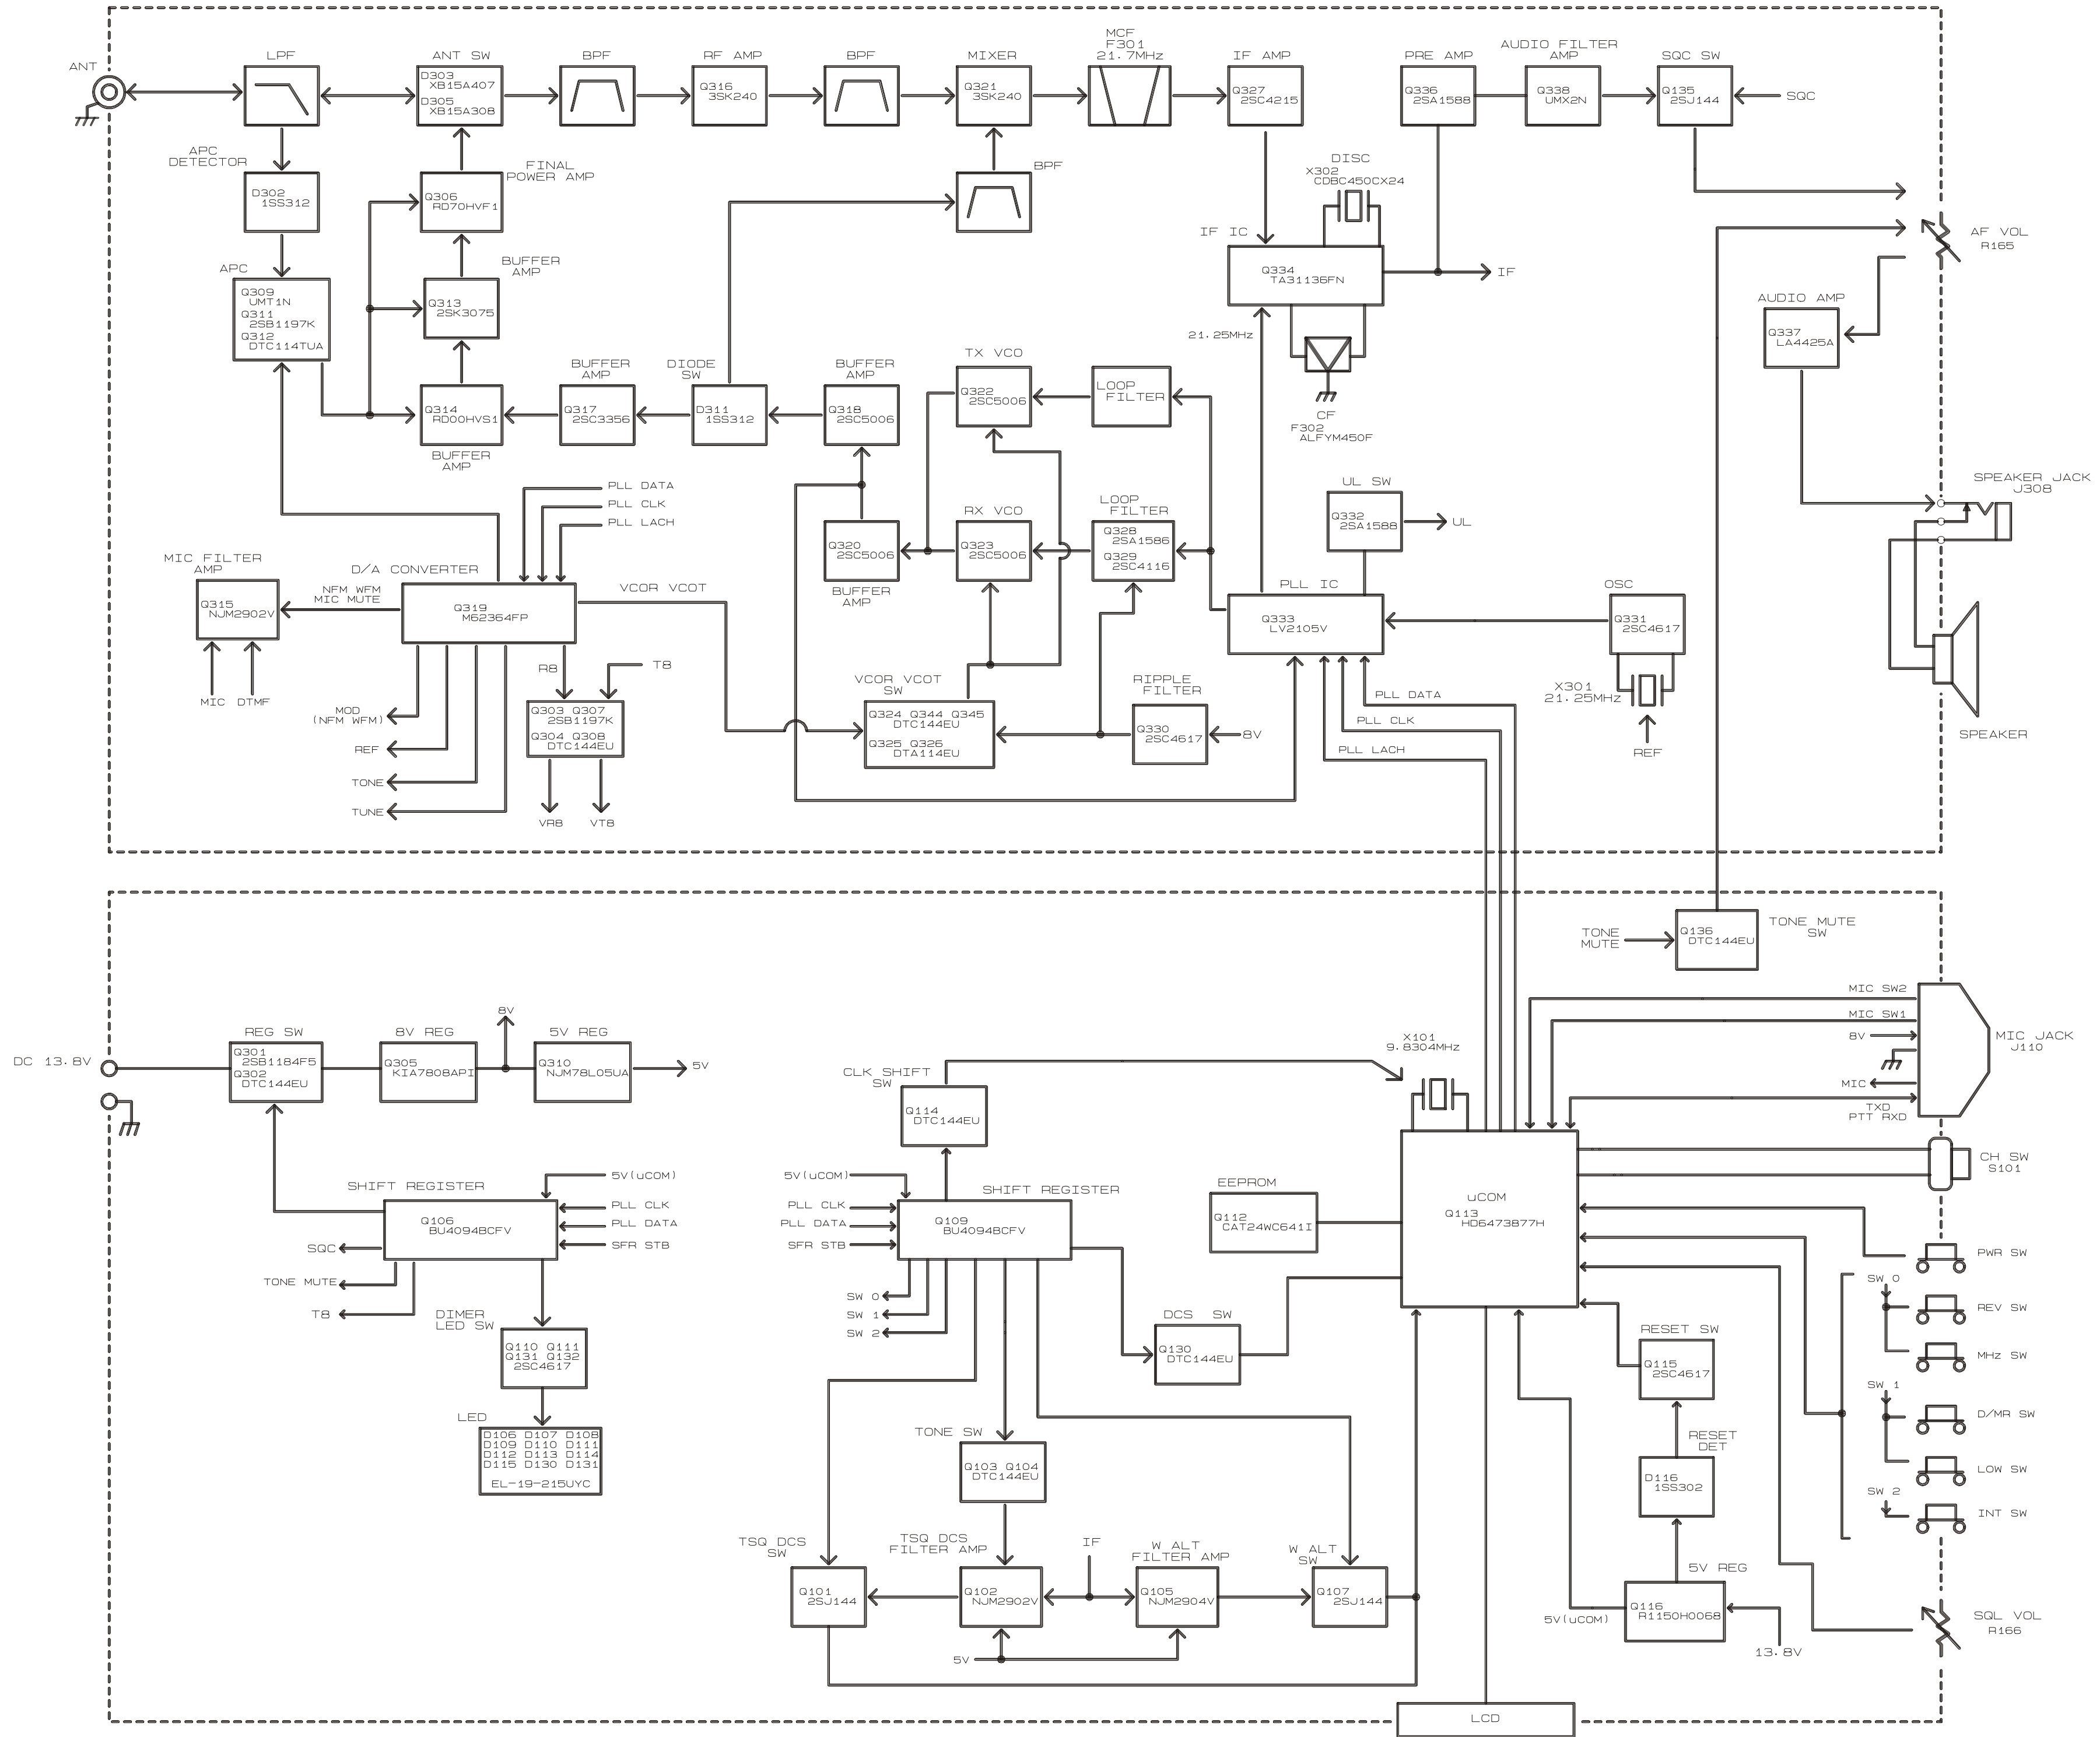 ANT
LPF
ANT SW
D303
XB15A407
D305
XB15A308
BPF
RF AMP
Q316
3SK240
BPF
MIXER
Q321
3SK240
MCF
F301
21.7MHz
IF AMP
Q327
2SC4215
PRE AMP
Q336
2SA1588
AUDIO FILTER
AMP
Q338
UMX2N
SQC SW
Q135
2SJ144
SQC
APC
DETECTOR
D302
1SS312
FINAL
POWER AMP
Q306
RD70HVF1
BPF
DISC
X302
CDBC450CX24
IF IC
Q334
TA31136FN
IF
AF VOL
R165
APC
Q309
UMT1N
Q311
2SB1197K
Q312
DTC114TUA
BUFFER
AMP
Q313
2SK3075
AUDIO AMP
Q337
LA4425A
21.25MHz
CF
F302
ALFYM450F
Q314
RD00HVS1
BUFFER
AMP
BUFFER
AMP
Q317
2SC3356
DIODE
SW
D311
1SS312
BUFFER
AMP
Q318
2SC5006
TX VCO
Q322
2SC5006
LOOP
FILTER
SPEAKER JACK
J308
PLL DATA
PLL CLK
PLL LACH
Q320
2SC5006
BUFFER
AMP
RX VCO
Q323
2SC5006
LOOP
FILTER
Q328
2SA1586
Q329
2SC4116
UL SW
Q332
2SA1588
UL
MIC FILTER
AMP
Q315
NJM2902V
MIC DTMF
NFM WFM
MIC MUTE
D/A CONVERTER
Q319
M62364FP
VCOR VCOT
PLL IC
Q333
LV2105V
OSC
Q331
2SC4617
X301
21.25MHz
REF
R8
T8
Q303 Q307
2SB1197K
Q304 Q308
DTC144EU
VR8
VT8
MOD
(NFM WFM)
REF
TONE
TUNE
VCOR VCOT
SW
Q324 Q344 Q345
DTC144EU
Q325 Q326
DTA114EU
RIPPLE
FILTER
Q330
2SC4617
8V
PLL DATA
PLL CLK
PLL LACH
SPEAKER
TONE
MUTE
Q136
DTC144EU
TONE MUTE
SW
DC 13.8V
REG SW
Q301
2SB1184F5
Q302
DTC144EU
8V REG
Q305
KIA7808API
8V
5V REG
Q310
NJM78L05UA
5V
MIC SW2
MIC SW1
8V
MIC
TXD
PTT RXD
MIC JACK
J110
X101
9.8304MHz
CLK SHIFT
SW
Q114
DTC144EU
CH SW
S101
SHIFT REGISTER
Q106
BU4094BCFV
5V(uCOM)
PLL CLK
PLL DATA
SFR STB
SQC
TONE MUTE
T8
5V(uCOM)
PLL CLK
PLL DATA
SFR STB
SHIFT REGISTER
Q109
BU4094BCFV
SW 0
SW 1
SW 2
EEPROM
Q112
CAT24WC641I
uCOM
Q113
HD6473877H
DCS SW
Q130
DTC144EU
PWR SW
SW 0
REV SW
MHz SW
SW 1
D/MR SW
LOW SW
SW 2
INT SW
RESET SW
Q115
2SC4617
RESET
DET
D116
1SS302
DIMER
LED SW
Q110 Q111
Q131 Q132
2SC4617
LED
D106 D107 D108
D109 D110 D111
D112 D113 D114
D115 D130 D131
EL-19-215UYC
TONE SW
Q103 Q104
DTC144EU
TSQ DCS
SW
Q101
2SJ144
TSQ DCS
FILTER AMP
Q102
NJM2902V
IF
W ALT
FILTER AMP
Q105
NJM2904V
W ALT
SW
Q107
2SJ144
5V
5V REG
Q116
R1150H006B
5V(uCOM)
13.8V
SQL VOL
R166
LCD